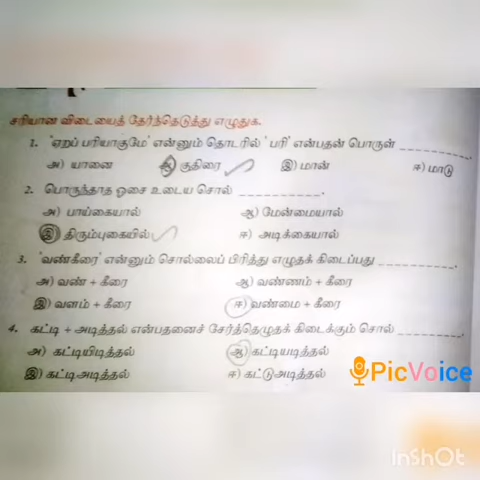 சரியான விடையைத் தேர்ந்தெடுத்து எழுதுக.
1. 'ஏறப் பரியாகுமே' என்னும் தொடரில் 'பரி' என்பதன் பொருள் ________.
அ) யானை ஆ) குதிரை இ) மான் ஈ) மாடு
2. பொருந்தாத ஓசை உடைய சொல் ________.
அ) பாய்கையால் ஆ) மேன்மையால்
இ) திரும்புகையில் ஈ) அடிக்கையால்
3. 'வண்கீரை' என்னும் சொல்லைப் பிரித்து எழுதக் கிடைப்பது ________.
அ) வண் + கீரை ஆ) வண்ணம் + கீரை
இ) வளம் + கீரை ஈ) வண்மை + கீரை
4. கட்டி + அடித்தல் என்பதனைச் சேர்த்தெழுதக் கிடைக்கும் சொல் ________.
அ) கட்டியிடித்தல் ஆ) கட்டியடித்தல்
இ) கட்டிஅடித்தல் ஈ) கட்டுஅடித்தல்
PicVoice
InShOt